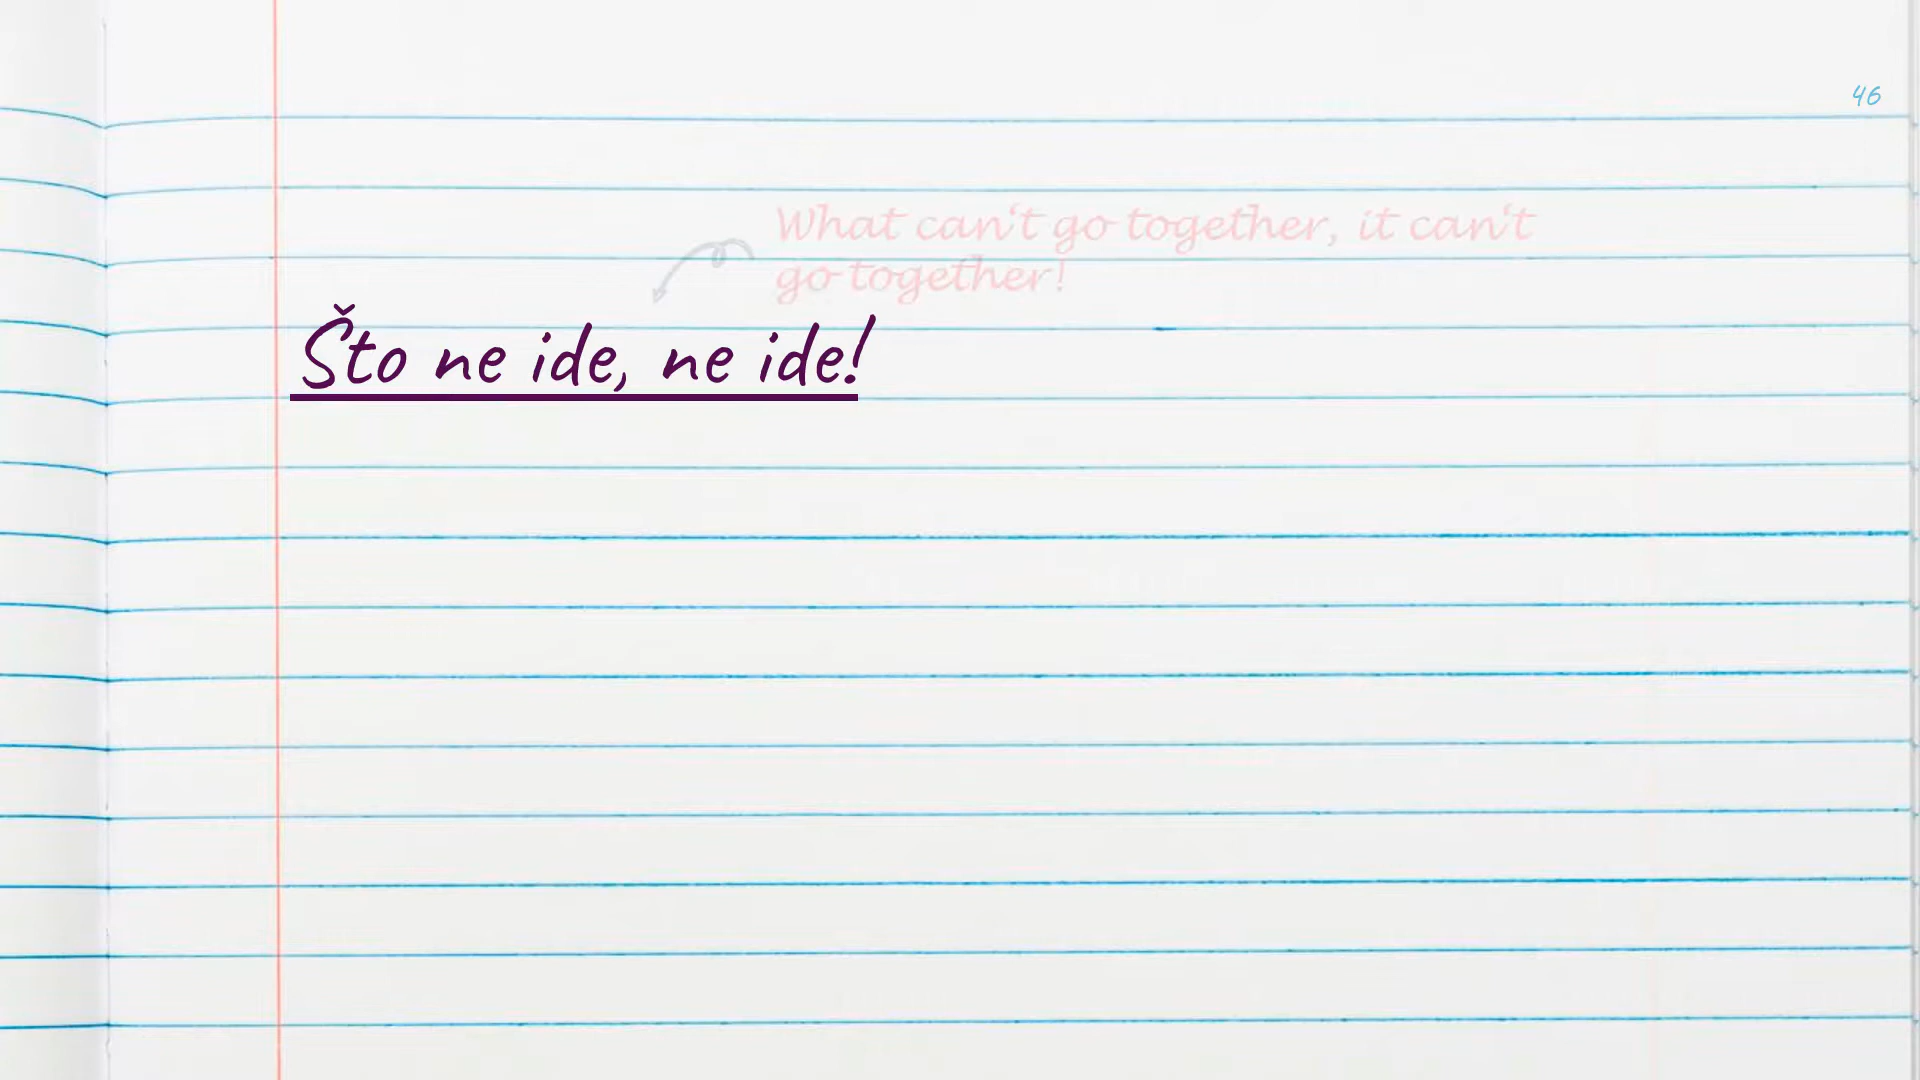 46
What can't go together, it can't
go together!
Što ne ide, ne ide!